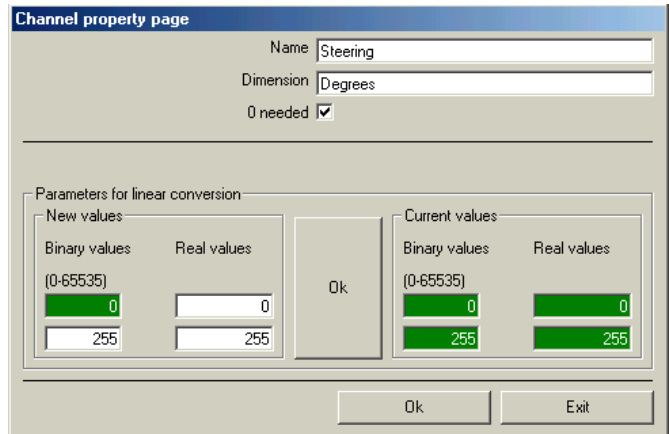 Channel property page
Name Steering
Dimension Degrees
0 needed
Parameters for linear conversion
New values
Binary values Real values
(0-65535)
0 0
255 255
Ok
Current values
Binary values Real values
(0-65535)
0 0
255 255
Ok Exit